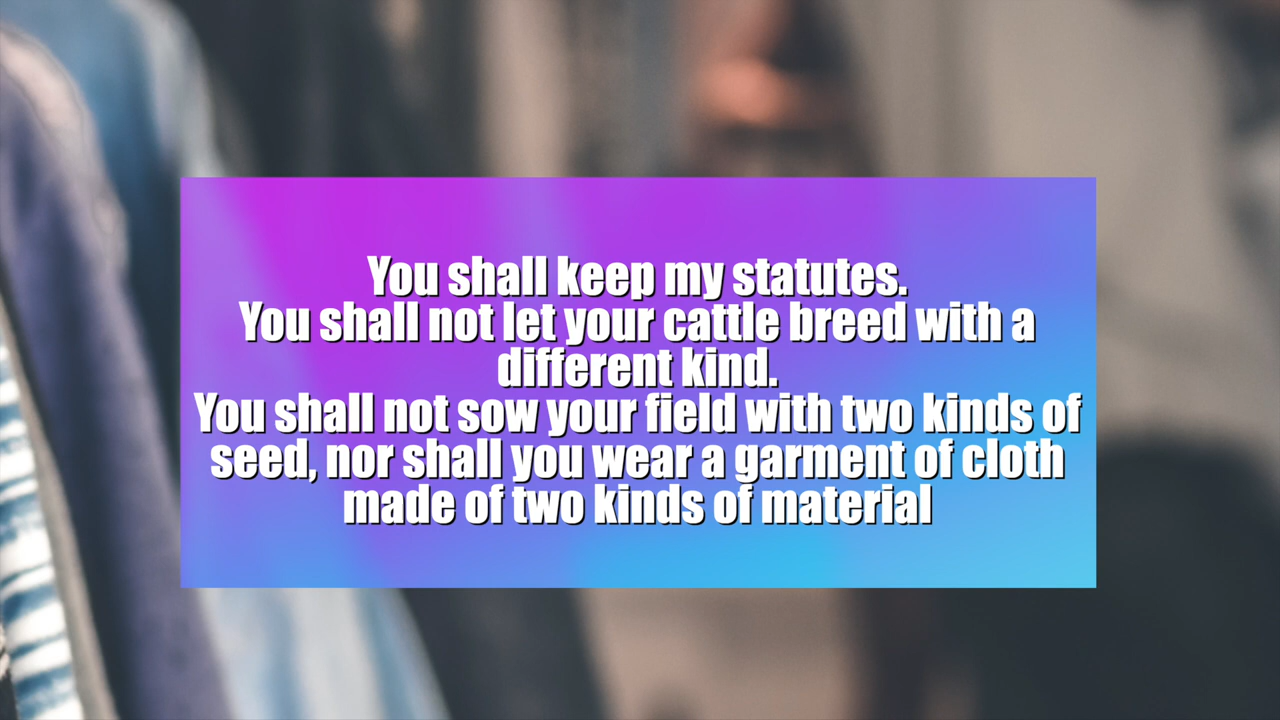 You shall keep my statutes.
You shall not let your cattle breed with a
different kind.
You shall not sow your field with two kinds of
seed, nor shall you wear a garment of cloth
made of two kinds of material